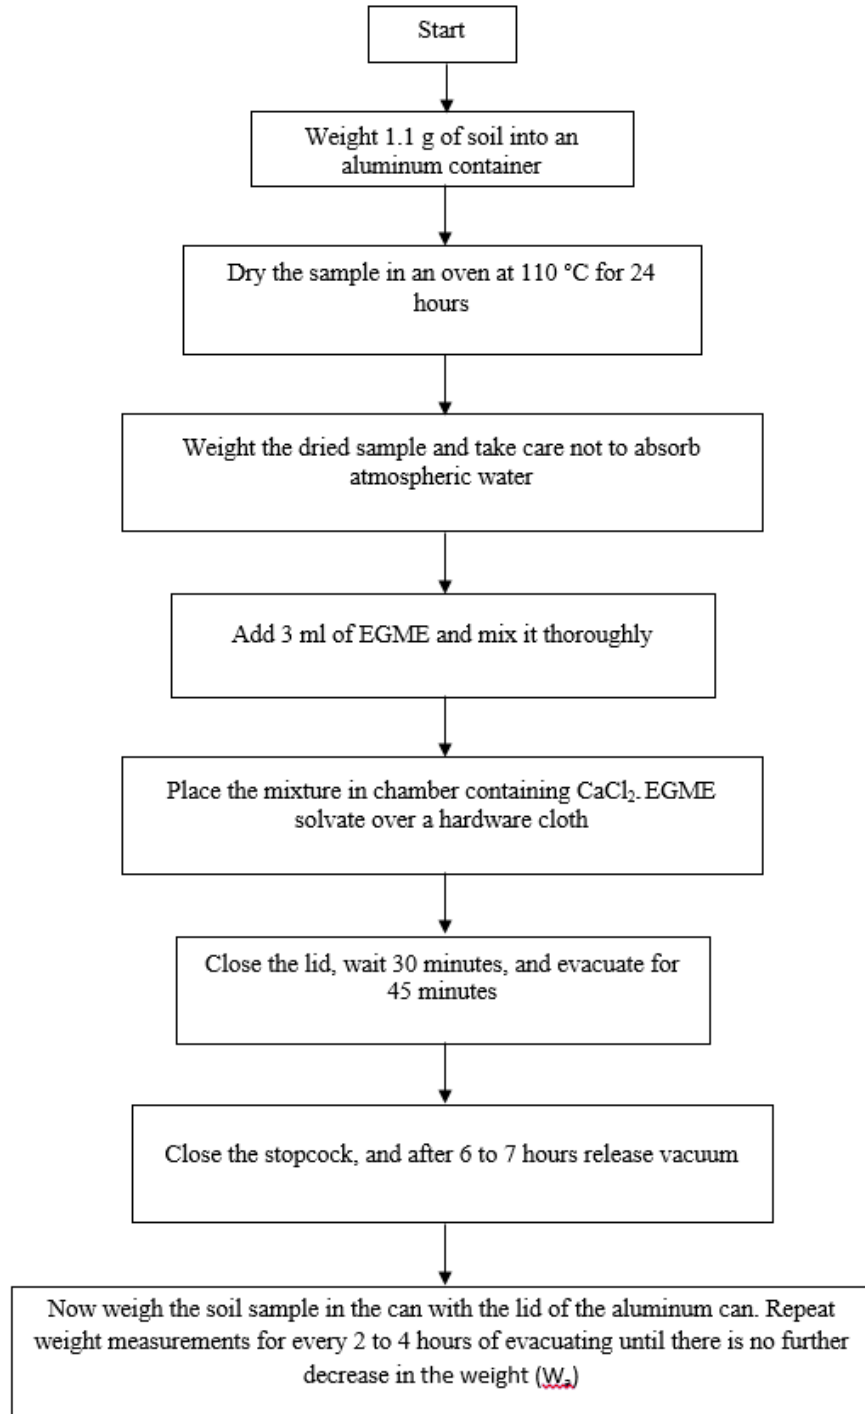 Start
Weight 1.1 g of soil into an
aluminum container
Dry the sample in an oven at 110 °C for 24
hours
Weight the dried sample and take care not to absorb
atmospheric water
Add 3 ml of EGME and mix it thoroughly
Place the mixture in chamber containing CaCl₂-EGME
solvate over a hardware cloth
Close the lid, wait 30 minutes, and evacuate for
45 minutes
Close the stopcock, and after 6 to 7 hours release vacuum
Now weigh the soil sample in the can with the lid of the aluminum can. Repeat
weight measurements for every 2 to 4 hours of evacuating until there is no further
decrease in the weight (Wₐ)